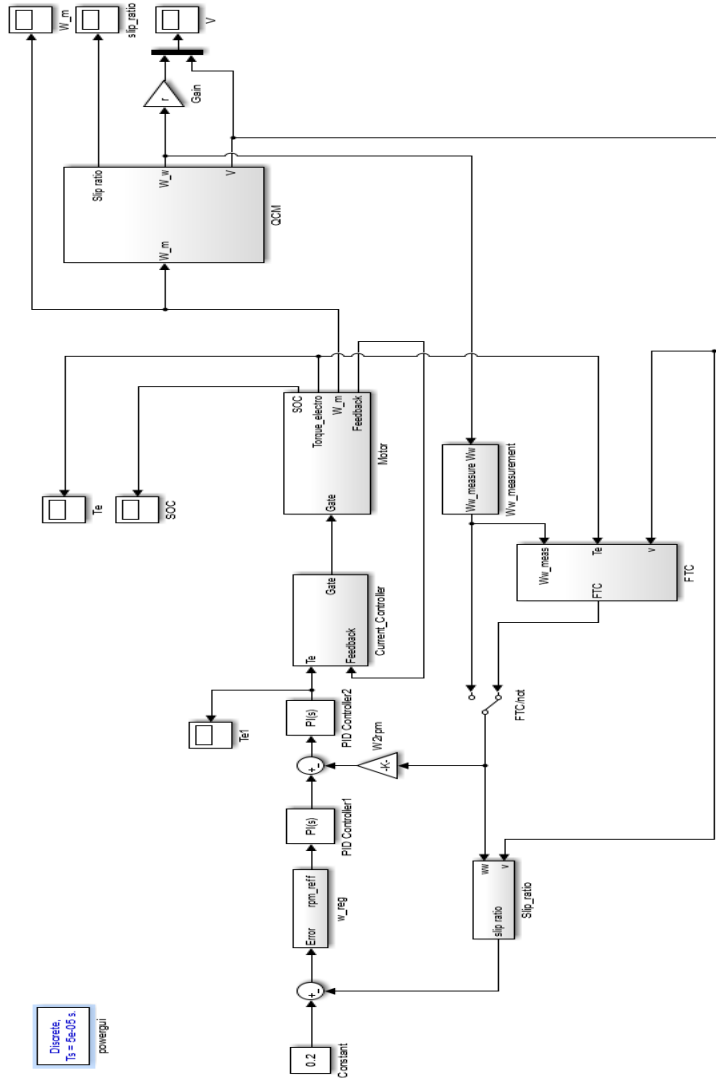 Discrete,
Ts = 5e-05 s.
powergui
0.2
Constant
+
-
Error
rpm_reff
w_reg
PI(s)
PID Controller1
+
-
PI(s)
PID Controller2
Te1
-K-
W2rpm
Te
Feedback
Gate
Current_Controller
Gate
SOC
Torque_electro
W_m
Feedback
Motor
Te
SOC
W_m
Slip ratio
W_w
V
QCM
r
Gain
W_m
slip_ratio
V
slip ratio
ww
v
Slip_ratio
FTC/not
Ww_measure
Ww
Ww_measurement
FTC
Ww_meas
Te
v
FTC